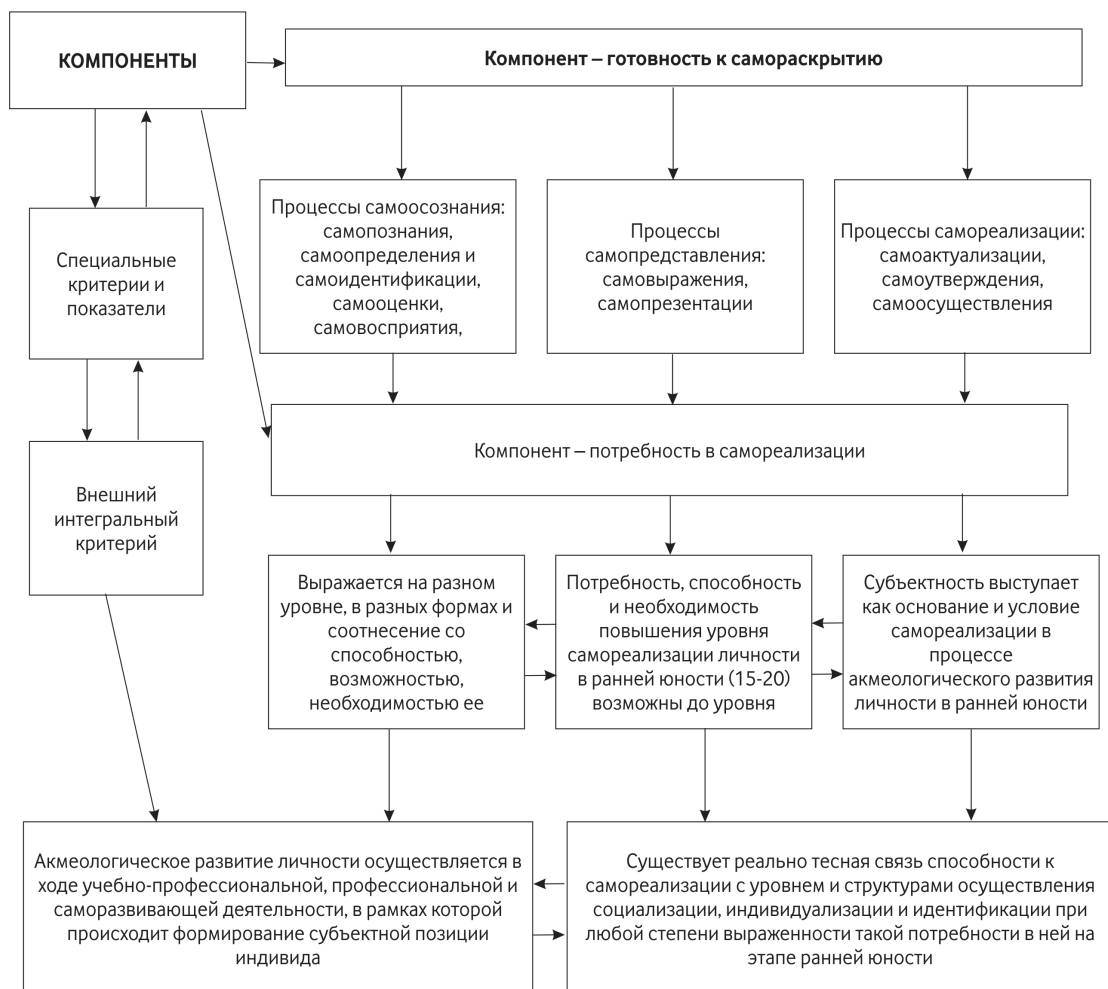 КОМПОНЕНТЫ
Компонент – готовность к самораскрытию
Процессы самоосознания:
самопознания,
самоопределения и
самоидентификации,
самооценки,
самовосприятия,
Процессы
самопредставления:
самовыражения,
самопрезентации
Процессы самореализации:
самоактуализации,
самоутверждения,
самоосуществления
Специальные
критерии и
показатели
Компонент – потребность в самореализации
Внешний
интегральный
критерий
Выражается на разном
уровне, в разных формах и
соотнесение со
способностью,
возможностью,
необходимостью ее
Потребность, способность
и необходимость
повышения уровня
самореализации личности
в ранней юности (15-20)
возможны до уровня
Субъектность выступает
как основание и условие
самореализации в
процессе
акмеологического развития
личности в ранней юности
Акмеологическое развитие личности осуществляется в
ходе учебно-профессиональной, профессиональной и
саморазвивающей деятельности, в рамках которой
происходит формирование субъектной позиции
индивида
Существует реально тесная связь способности к
самореализации с уровнем и структурами осуществления
социализации, индивидуализации и идентификации при
любой степени выраженности такой потребности в ней на
этапе ранней юности